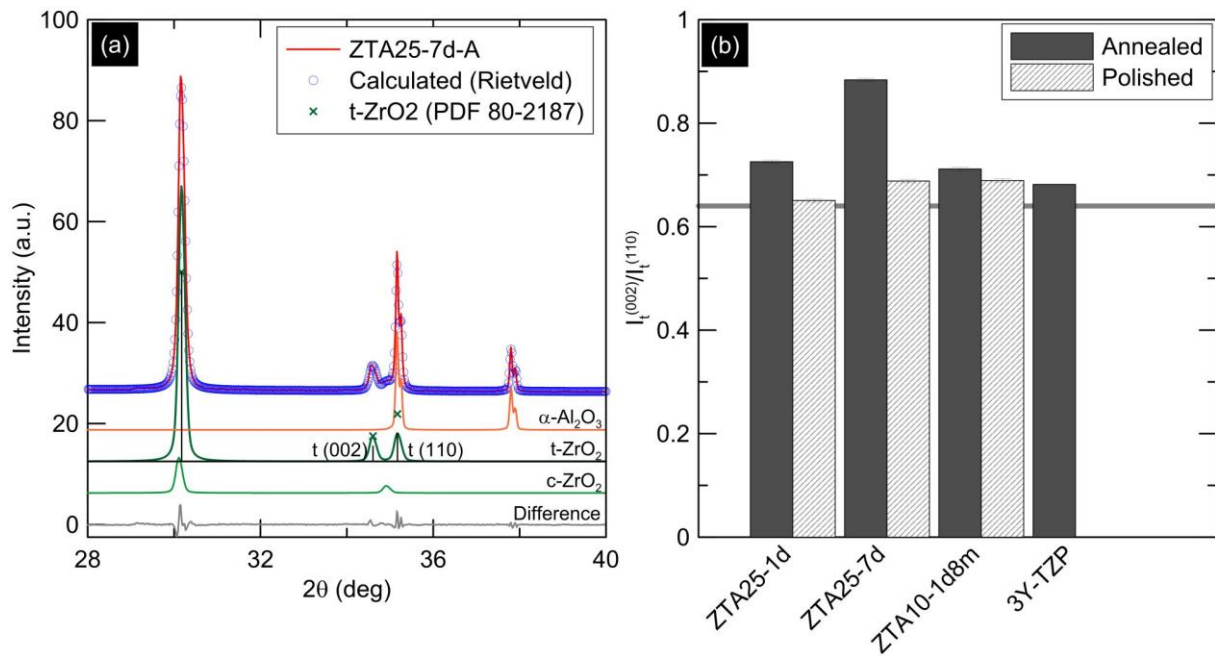 (a)
ZTA25-7d-A
Calculated (Rietveld)
t-ZrO2 (PDF 80-2187)
100
80
60
40
20
0
Intensity (a.u.)
α-Al₂O₃
t (002)
t (110)
t-ZrO₂
c-ZrO₂
Difference
28
32
36
40
2θ (deg)
(b)
Annealed
Polished
1
0.8
0.6
0.4
0.2
0
Iₜ⁽⁰⁰²⁾/Iₜ⁽¹¹⁰⁾
ZTA25-1d
ZTA25-7d
ZTA10-1d8m
3Y-TZP